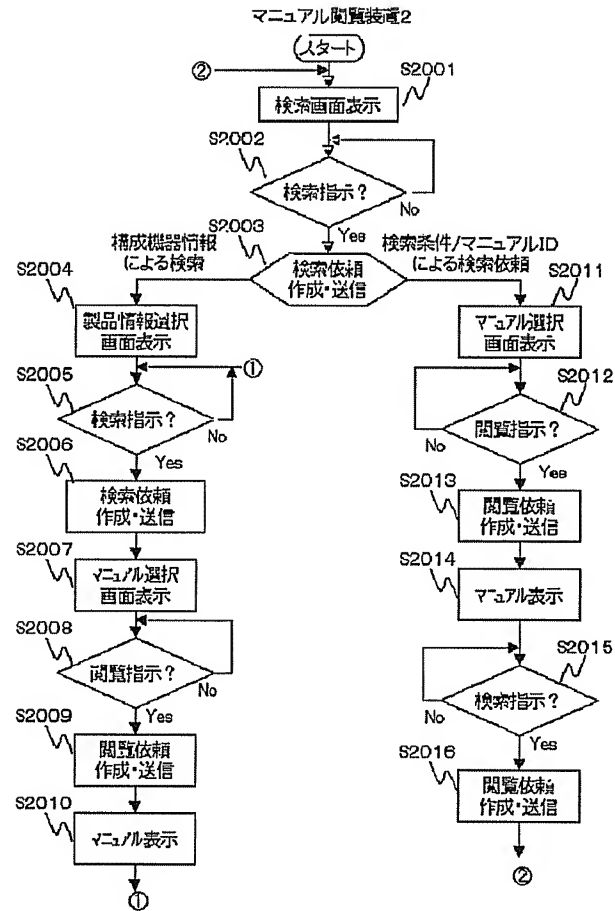 マニュアル閲覧装置2
スタート
②
S2001
検索画面表示
S2002
検索指示？
No
Yes
S2003
構成機器情報
による検索
検索依頼
作成・送信
検索条件/マニュアルID
による検索依頼
S2004
製品情報選択
画面表示
S2005
①
検索指示？
No
Yes
S2006
検索依頼
作成・送信
S2007
マニュアル選択
画面表示
S2008
閲覧指示？
No
Yes
S2009
閲覧依頼
作成・送信
S2010
マニュアル表示
①
S2011
マニュアル選択
画面表示
S2012
閲覧指示？
No
Yes
S2013
閲覧依頼
作成・送信
S2014
マニュアル表示
S2015
検索指示？
No
Yes
S2016
閲覧依頼
作成・送信
②